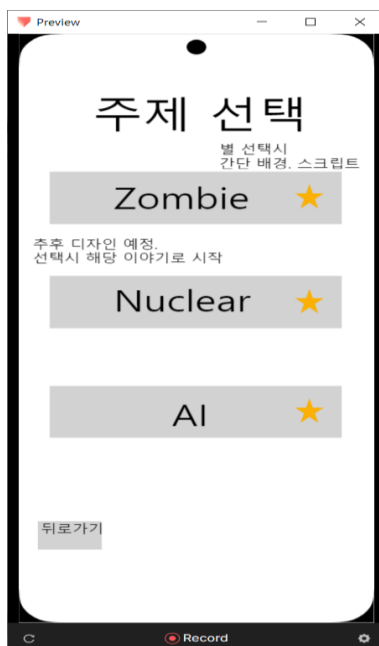 Preview
주제 선택
별 선택시
간단 배경. 스크립트
Zombie
추후 디자인 예정.
선택시 해당 이야기로 시작
Nuclear
AI
뒤로가기
Record